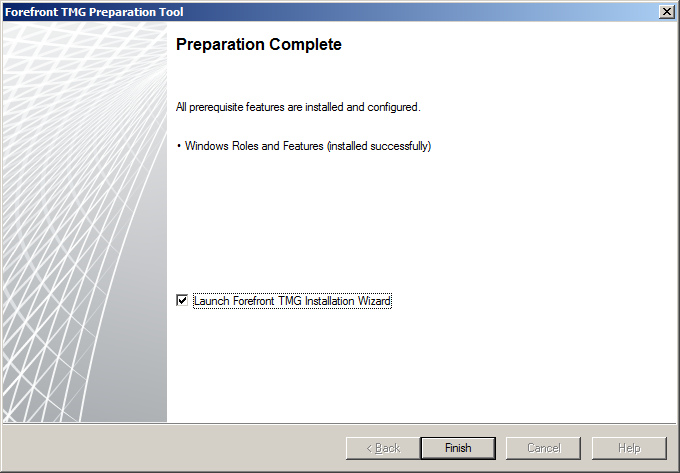 Forefront TMG Preparation Tool
Preparation Complete
All prerequisite features are installed and configured.
• Windows Roles and Features (installed successfully)
Launch Forefront TMG Installation Wizard
< Back Finish Cancel Help